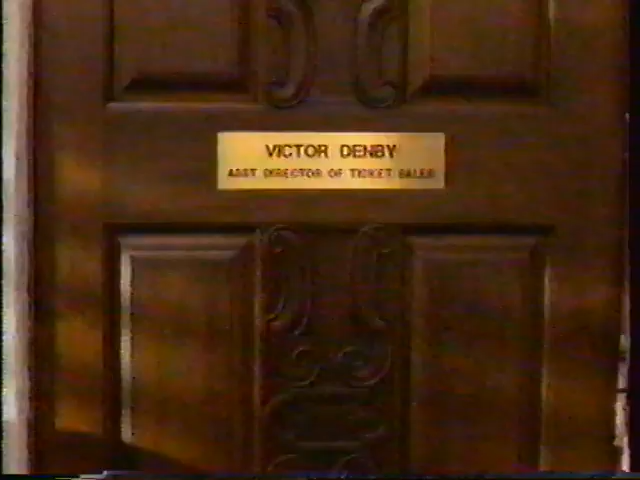 VICTOR DENBY
ASST DIRECTOR OF TICKET SALES